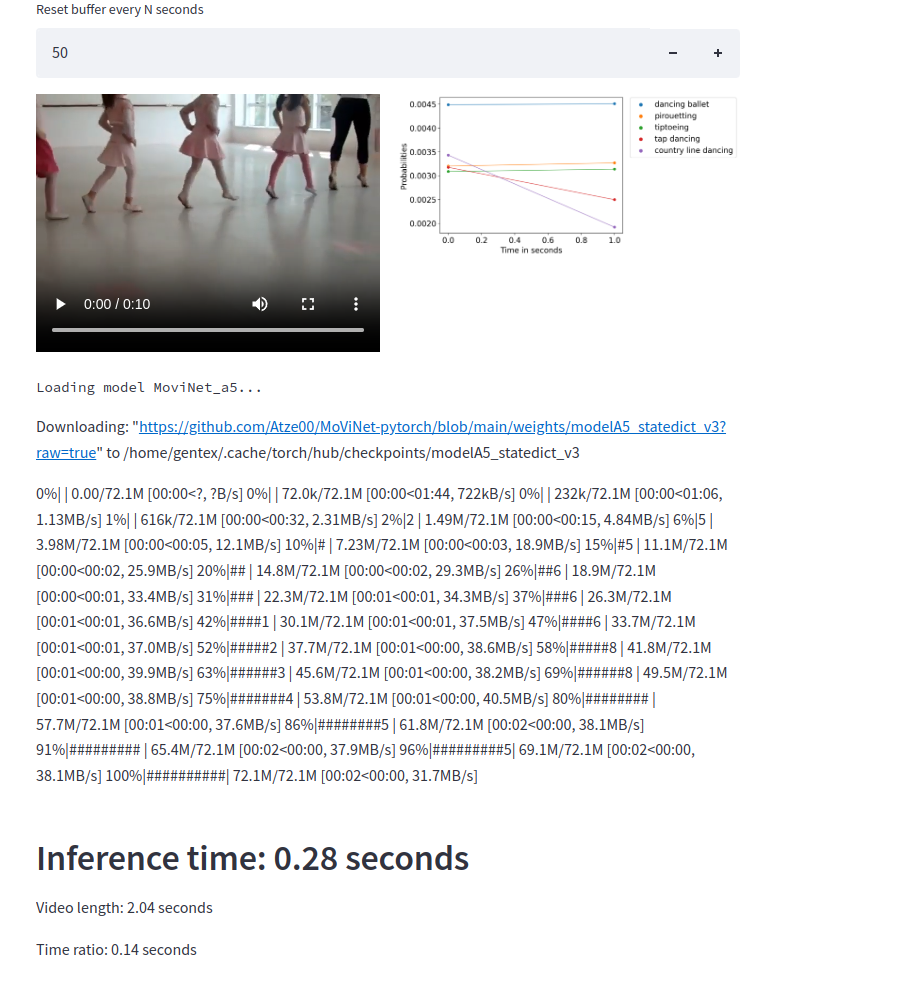 Reset buffer every N seconds
50
− +
0.0045
0.0040
0.0035
0.0030
0.0025
0.0020
Probabilities
0.0 0.2 0.4 0.6 0.8 1.0
Time in seconds
dancing ballet
pirouetting
tiptoeing
tap dancing
country line dancing
0:00 / 0:10
Loading model MoviNet_a5...
Downloading: "https://github.com/Atze00/MoViNet-pytorch/blob/main/weights/modelA5_statedict_v3?
raw=true" to /home/gentex/.cache/torch/hub/checkpoints/modelA5_statedict_v3
0%| | 0.00/72.1M [00:00<?, ?B/s] 0%| | 72.0k/72.1M [00:00<01:44, 722kB/s] 0%| | 232k/72.1M [00:00<01:06,
1.13MB/s] 1%| | 616k/72.1M [00:00<00:32, 2.31MB/s] 2%|2 | 1.49M/72.1M [00:00<00:15, 4.84MB/s] 6%|5 |
3.98M/72.1M [00:00<00:05, 12.1MB/s] 10%|# | 7.23M/72.1M [00:00<00:03, 18.9MB/s] 15%|#5 | 11.1M/72.1M
[00:00<00:02, 25.9MB/s] 20%|## | 14.8M/72.1M [00:00<00:02, 29.3MB/s] 26%|##6 | 18.9M/72.1M
[00:00<00:01, 33.4MB/s] 31%|### | 22.3M/72.1M [00:01<00:01, 34.3MB/s] 37%|###6 | 26.3M/72.1M
[00:01<00:01, 36.6MB/s] 42%|####1 | 30.1M/72.1M [00:01<00:01, 37.5MB/s] 47%|####6 | 33.7M/72.1M
[00:01<00:01, 37.0MB/s] 52%|#####2 | 37.7M/72.1M [00:01<00:00, 38.6MB/s] 58%|#####8 | 41.8M/72.1M
[00:01<00:00, 39.9MB/s] 63%|######3 | 45.6M/72.1M [00:01<00:00, 38.2MB/s] 69%|######8 | 49.5M/72.1M
[00:01<00:00, 38.8MB/s] 75%|#######4 | 53.8M/72.1M [00:01<00:00, 40.5MB/s] 80%|######## |
57.7M/72.1M [00:01<00:00, 37.6MB/s] 86%|########5 | 61.8M/72.1M [00:02<00:00, 38.1MB/s]
91%|######### | 65.4M/72.1M [00:02<00:00, 37.9MB/s] 96%|#########5| 69.1M/72.1M [00:02<00:00,
38.1MB/s] 100%|##########| 72.1M/72.1M [00:02<00:00, 31.7MB/s]
Inference time: 0.28 seconds
Video length: 2.04 seconds
Time ratio: 0.14 seconds